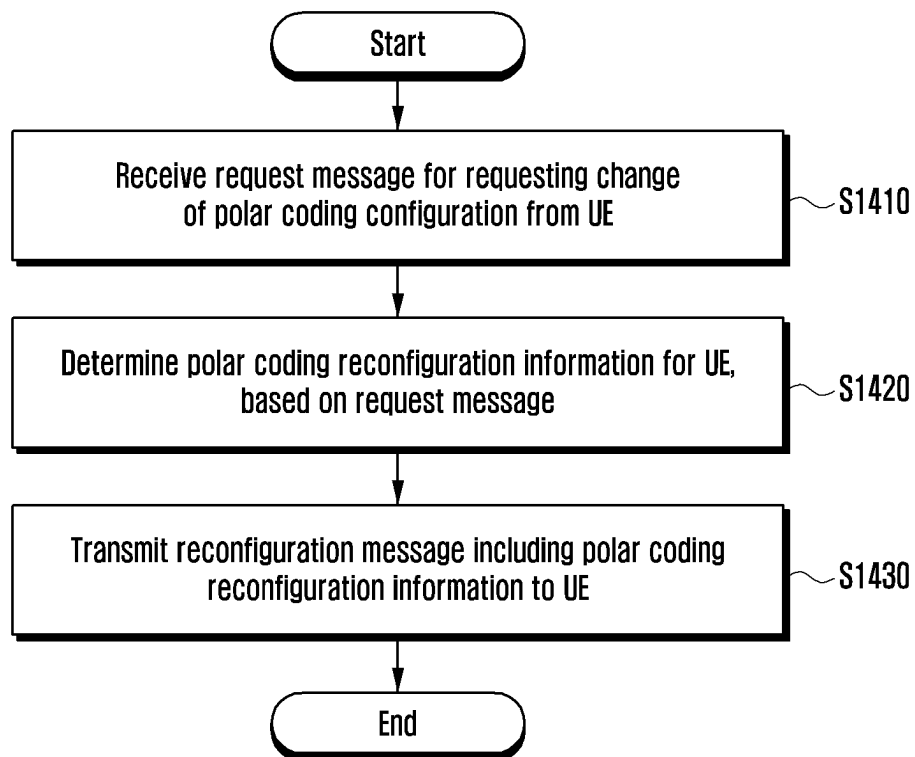 Start
Receive request message for requesting change
of polar coding configuration from UE
S1410
Determine polar coding reconfiguration information for UE,
based on request message
S1420
Transmit reconfiguration message including polar coding
reconfiguration information to UE
S1430
End